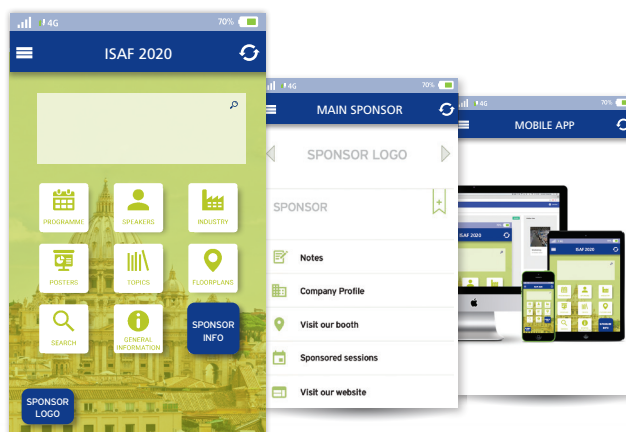 4G
70%
ISAF 2020
PROGRAMME
SPEAKERS
INDUSTRY
POSTERS
TOPICS
FLOORPLANS
SEARCH
GENERAL
INFORMATION
SPONSOR
INFO
SPONSOR
LOGO
4G
70%
MAIN SPONSOR
SPONSOR LOGO
SPONSOR
Notes
Company Profile
Visit our booth
Sponsored sessions
Visit our website
4G
70%
MOBILE APP
ISAF 2020
ISAF 2020